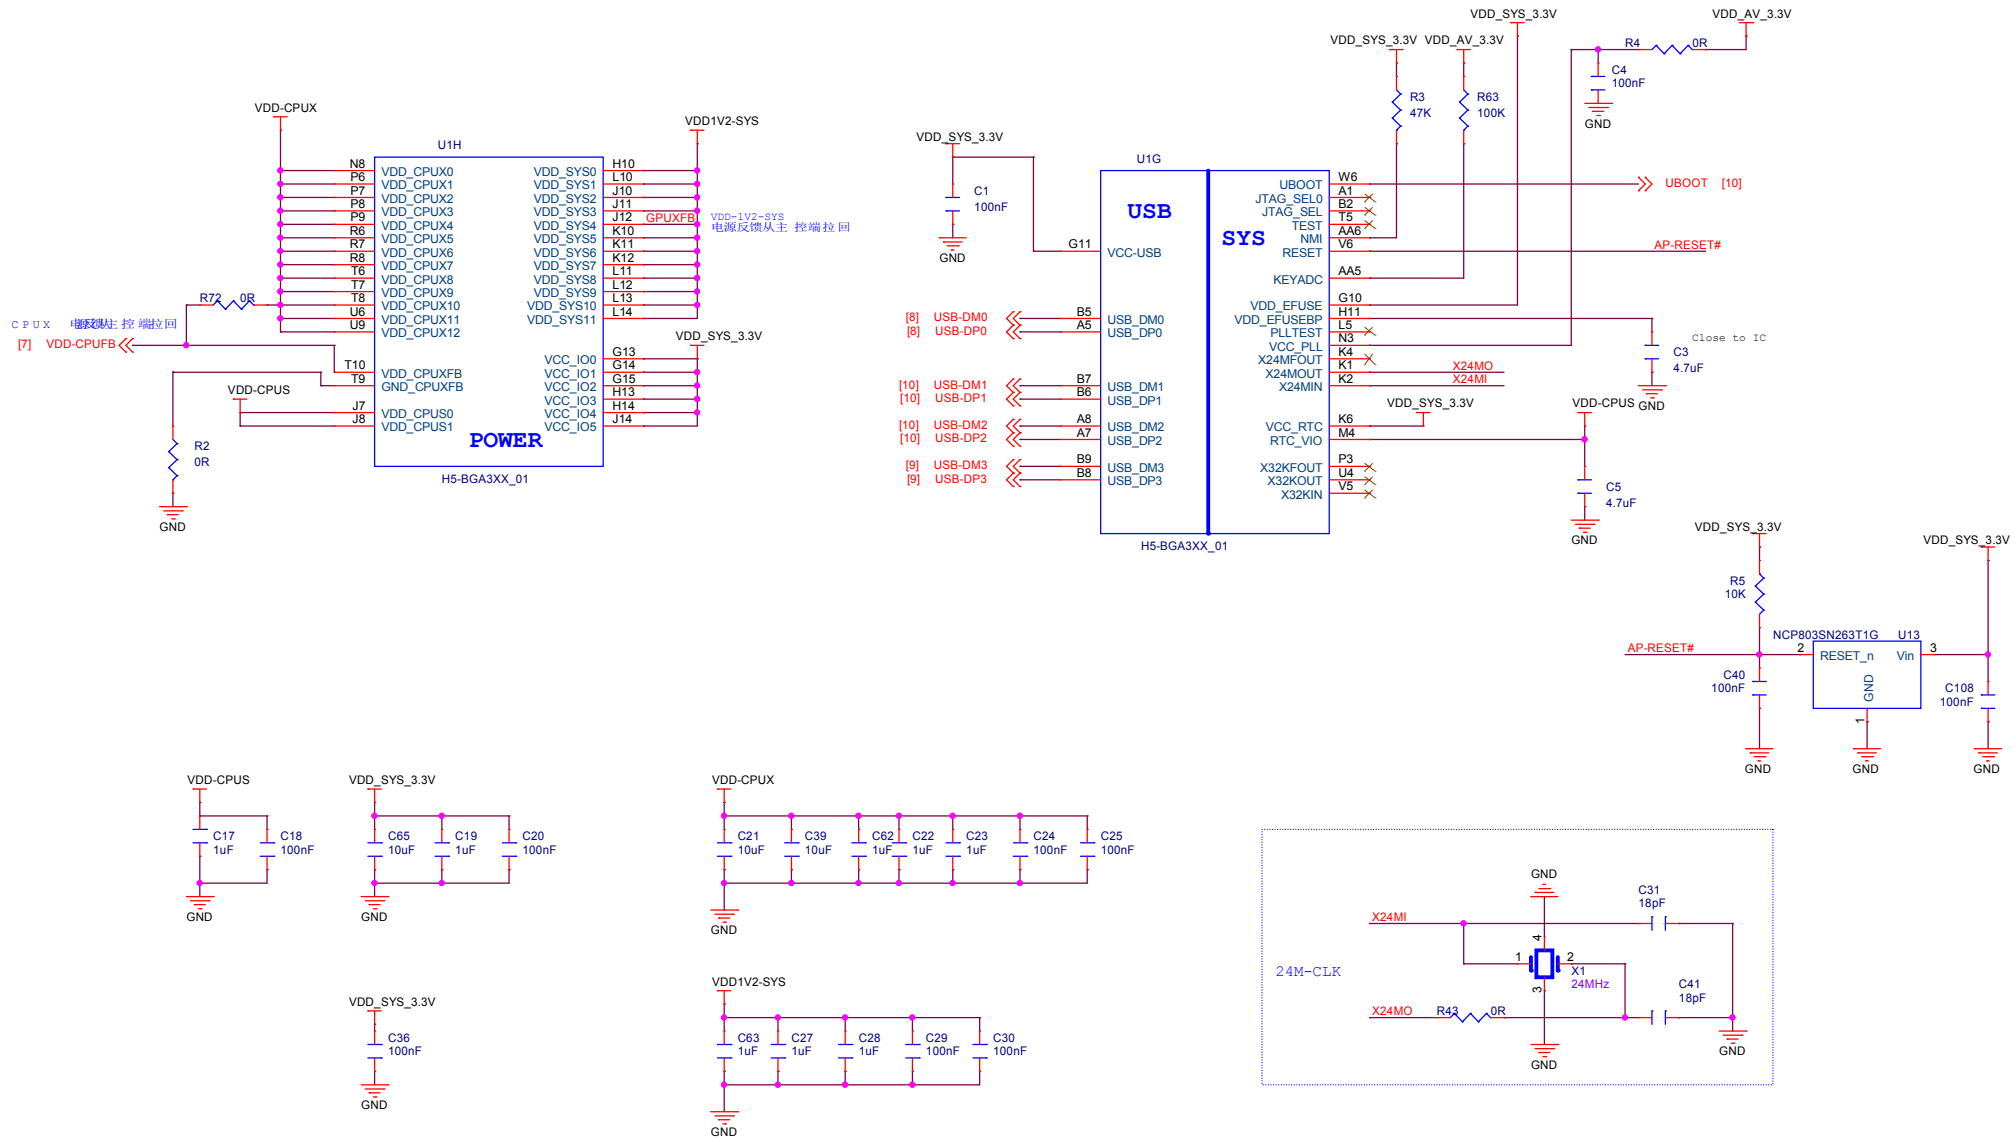 VDD-CPUX
U1H
VDD1V2-SYS
N8 VDD_CPUX0 VDD_SYS0 H10
P6 VDD_CPUX1 VDD_SYS1 L10
P7 VDD_CPUX2 VDD_SYS2 J10
P8 VDD_CPUX3 VDD_SYS3 J11
P9 VDD_CPUX4 VDD_SYS4 J12 GPUXFB
R6 VDD_CPUX5 VDD_SYS5 K10
R7 VDD_CPUX6 VDD_SYS6 K11
R8 VDD_CPUX7 VDD_SYS7 K12
T6 VDD_CPUX8 VDD_SYS8 L11
T7 VDD_CPUX9 VDD_SYS9 L12
T8 VDD_CPUX10 VDD_SYS10 L13
U6 VDD_CPUX11 VDD_SYS11 L14
U9 VDD_CPUX12
VDD-1V2-SYS
电源反馈从主 控端拉回
R72 0R
CPUX 主控端拉回
[7] VDD-CPUFB
VDD_SYS_3.3V
T10 VDD_CPUXFB
T9 GND_CPUXFB
VDD-CPUS
J7 VDD_CPUS0
J8 VDD_CPUS1
VCC_IO0 G13
VCC_IO1 G14
VCC_IO2 G15
VCC_IO3 H13
VCC_IO4 H14
VCC_IO5 J14
POWER
H5-BGA3XX_01
R2
0R
GND
VDD_SYS_3.3V
C1
100nF
GND
U1G
USB
SYS
G11 VCC-USB
[8] USB-DM0 B5 USB_DM0
[8] USB-DP0 A5 USB_DP0
[10] USB-DM1 B7 USB_DM1
[10] USB-DP1 B6 USB_DP1
[10] USB-DM2 A8 USB_DM2
[10] USB-DP2 A7 USB_DP2
[9] USB-DM3 B9 USB_DM3
[9] USB-DP3 B8 USB_DP3
H5-BGA3XX_01
VDD_SYS_3.3V
VDD_AV_3.3V
VDD_SYS_3.3V
VDD_AV_3.3V
R3
47K
R63
100K
R4 0R
C4
100nF
GND
UBOOT W6 UBOOT [10]
JTAG_SEL0 A1
JTAG_SEL B2
TEST T5
NMI AA6
RESET V6 AP-RESET#
KEYADC AA5
VDD_EFUSE G10
VDD_EFUSEBP H11
PLLTEST L5
VCC_PLL N3
X24MFOUT K4
X24MOUT K1 X24MO
X24MIN K2 X24MI
VCC_RTC K6
RTC_VIO M4
X32KFOUT P3
X32KOUT U4
X32KIN V5
Close to IC
C3
4.7uF
GND
VDD_SYS_3.3V
VDD-CPUS
C5
4.7uF
GND
VDD_SYS_3.3V
VDD_SYS_3.3V
R5
10K
NCP803SN263T1G U13
AP-RESET# 2 RESET_n Vin 3
GND
1
C40
100nF
C108
100nF
GND
GND
GND
VDD-CPUS
C17
1uF
C18
100nF
GND
VDD_SYS_3.3V
C65
10uF
C19
1uF
C20
100nF
GND
VDD-CPUX
C21
10uF
C39
10uF
C62
1uF
C22
1uF
C23
1uF
C24
100nF
C25
100nF
GND
VDD_SYS_3.3V
C36
100nF
GND
VDD1V2-SYS
C63
1uF
C27
1uF
C28
1uF
C29
100nF
C30
100nF
GND
24M-CLK
GND
C31
18pF
X24MI
4
1
2
3
X1
24MHz
C41
18pF
X24MO R43 0R
GND
GND